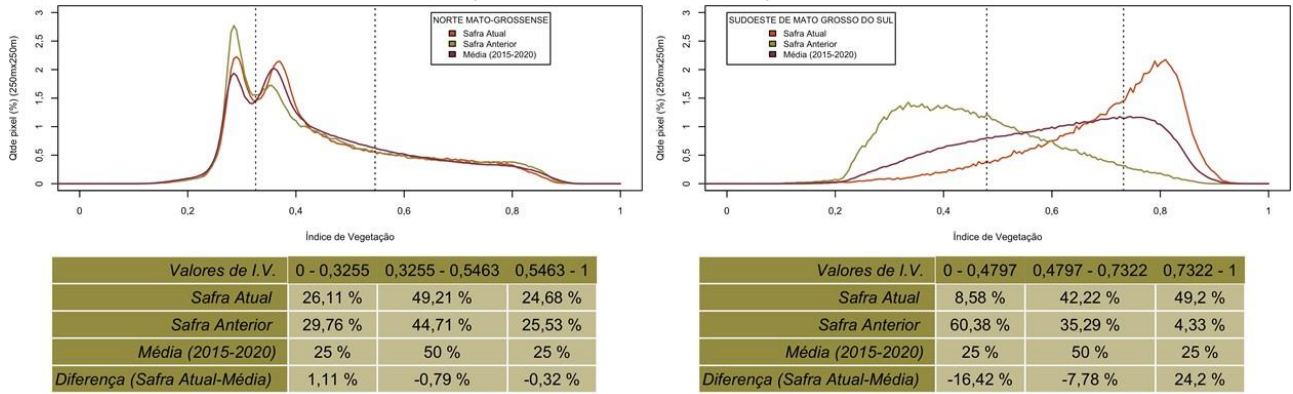 NORTE MATO-GROSSENSE
Safra Atual
Safra Anterior
Média (2015-2020)
Qtde pixel (%) (250mx250m)
3
2,5
2
1,5
1
0,5
0
0
0,2
0,4
0,6
0,8
1
Índice de Vegetação
Valores de I.V. 0 - 0,3255 0,3255 - 0,5463 0,5463 - 1
Safra Atual 26,11 % 49,21 % 24,68 %
Safra Anterior 29,76 % 44,71 % 25,53 %
Média (2015-2020) 25 % 50 % 25 %
Diferença (Safra Atual-Média) 1,11 % -0,79 % -0,32 %
SUDOESTE DE MATO GROSSO DO SUL
Safra Atual
Safra Anterior
Média (2015-2020)
Qtde pixel (%) (250mx250m)
3
2,5
2
1,5
1
0,5
0
0
0,2
0,4
0,6
0,8
1
Índice de Vegetação
Valores de I.V. 0 - 0,4797 0,4797 - 0,7322 0,7322 - 1
Safra Atual 8,58 % 42,22 % 49,2 %
Safra Anterior 60,38 % 35,29 % 4,33 %
Média (2015-2020) 25 % 50 % 25 %
Diferença (Safra Atual-Média) -16,42 % -7,78 % 24,2 %